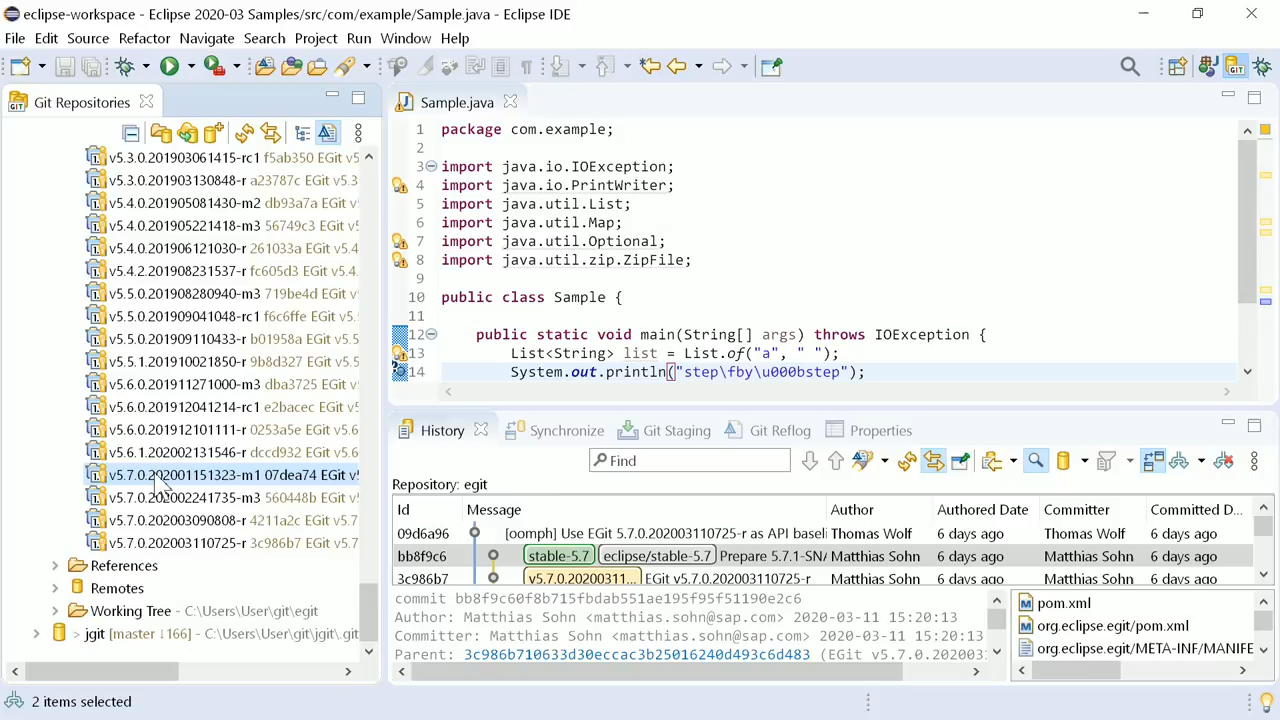 eclipse-workspace - Eclipse 2020-03 Samples/src/com/example/Sample.java - Eclipse IDE
File Edit Source Refactor Navigate Search Project Run Window Help
Git Repositories
v5.3.0.201903061415-rc1 f5ab350 EGit v5
v5.3.0.201903130848-r a23787c EGit v5.3
v5.4.0.201905081430-m2 db93a7a EGit v
v5.4.0.201905221418-m3 56749c3 EGit v
v5.4.0.201906121030-r 261033a EGit v5.4
v5.4.2.201908231537-r fc605d3 EGit v5.4.
v5.5.0.201908280940-m3 719be4d EGit v
v5.5.0.201909041048-rc1 f6c6ffe EGit v5.
v5.5.0.201909110433-r b01958a EGit v5.
v5.5.1.201910021850-r 9b8d327 EGit v5.5
v5.6.0.201911271000-m3 dba3725 EGit v
v5.6.0.201912041214-rc1 e2bacec EGit v5
v5.6.0.201912101111-r 0253a5e EGit v5.6
v5.6.1.202002131546-r dccd932 EGit v5.6
v5.7.0.202001151323-m1 07dea74 EGit v5
v5.7.0.202002241735-m3 560448b EGit v
v5.7.0.202003090808-r 4211a2c EGit v5.7
v5.7.0.202003110725-r 3c986b7 EGit v5.7
References
Remotes
Working Tree - C:\Users\User\git\egit
> jgit [master ↓166] - C:\Users\User\git\jgit\.git
Sample.java
1 package com.example;
2
3 import java.io.IOException;
4 import java.io.PrintWriter;
5 import java.util.List;
6 import java.util.Map;
7 import java.util.Optional;
8 import java.util.zip.ZipFile;
9
10 public class Sample {
11
12 public static void main(String[] args) throws IOException {
13 List<String> list = List.of("a", " ");
14 System.out.println("step\fby\u000bstep");
History Synchronize Git Staging Git Reflog Properties
Find
Repository: egit
Id Message Author Authored Date Committer Committed D...
09d6a96 [oomph] Use EGit 5.7.0.202003110725-r as API baseli Thomas Wolf 6 days ago Thomas Wolf 6 days ago
bb8f9c6 stable-5.7 eclipse/stable-5.7 Prepare 5.7.1-SNA Matthias Sohn 6 days ago Matthias Sohn 6 days ago
3c986b7 v5.7.0.20200311... EGit v5.7.0.202003110725-r Matthias Sohn 6 days ago Matthias Sohn 6 days ago
commit bb8f9c60f8b715fbdab551ae195f95f51190e2c6
Author: Matthias Sohn <matthias.sohn@sap.com> 2020-03-11 15:20:13
Committer: Matthias Sohn <matthias.sohn@sap.com> 2020-03-11 15:20:13
Parent: 3c986b710633d30eccac3b25016240d493c6d483 (EGit v5.7.0.202003
pom.xml
org.eclipse.egit/pom.xml
org.eclipse.egit/META-INF/MANIFE
2 items selected